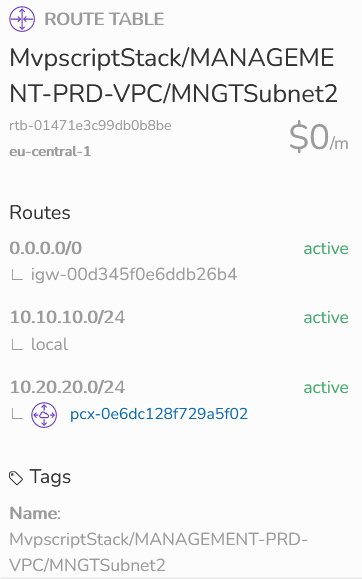 ROUTE TABLE
MvpscriptStack/MANAGEME
NT-PRD-VPC/MNGTSubnet2
rtb-01471e3c99db0b8be
eu-central-1
$0/m
Routes
0.0.0.0/0 active
igw-00d345f0e6ddb26b4
10.10.10.0/24 active
local
10.20.20.0/24 active
pcx-0e6dc128f729a5f02
Tags
Name:
MvpscriptStack/MANAGEMENT-PRD-
VPC/MNGTSubnet2